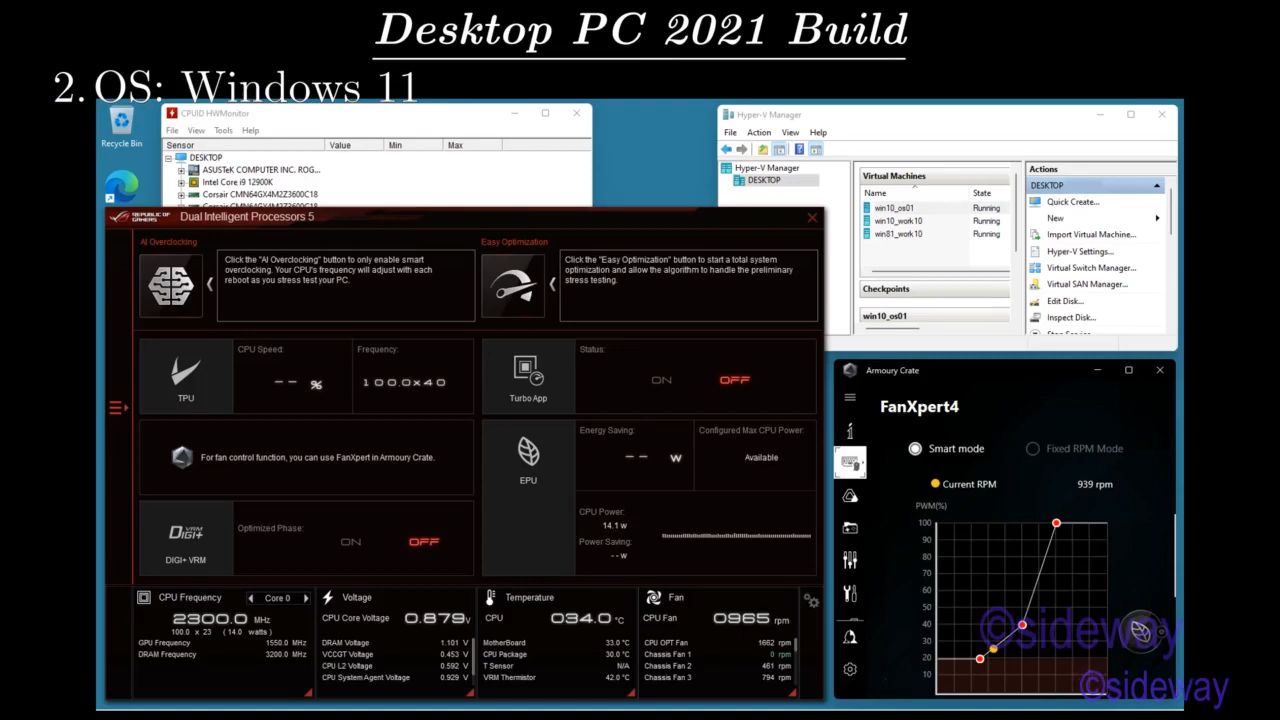 Desktop PC 2021 Build
2. OS: Windows 11
Recycle Bin
CPUID HWMonitor
File View Tools Help
Sensor Value Min Max
DESKTOP
ASUSTeK COMPUTER INC. ROG...
Intel Core i9 12900K
Corsair CMN64GX4M2Z3600C18
Corsair CMN64GX4M2Z3600C18
Hyper-V Manager
File Action View Help
Hyper-V Manager
DESKTOP
Virtual Machines
Name State
win10_os01 Running
win10_work10 Running
win81_work10 Running
Checkpoints
win10_os01
Actions
DESKTOP
Quick Create...
New
Import Virtual Machine...
Hyper-V Settings...
Virtual Switch Manager...
Virtual SAN Manager...
Edit Disk...
Inspect Disk...
Stop Service
REPUBLIC OF GAMERS
Dual Intelligent Processors 5
AI Overclocking
Click the "AI Overclocking" button to only enable smart
overclocking. Your CPU's frequency will adjust with each
reboot as you stress test your PC.
Easy Optimization
Click the "Easy Optimization" button to start a total system
optimization and allow the algorithm to handle the preliminary
stress testing.
TPU
CPU Speed:
-- %
Frequency:
100.0x40
Turbo App
Status:
ON OFF
For fan control function, you can use FanXpert in Armoury Crate.
EPU
Energy Saving:
-- W
Configured Max CPU Power:
Available
CPU Power:
14.1 w
Power Saving:
-- w
DIGI+ VRM
DIGI+ VRM
Optimized Phase:
ON OFF
CPU Frequency Core 0
2300.0 MHz
100.0 x 23 (14.0 watts)
GPU Frequency 1550.0 MHz
DRAM Frequency 3200.0 MHz
Voltage
CPU Core Voltage 0.879 V
DRAM Voltage 1.101 V
VCCGT Voltage 0.453 V
CPU L2 Voltage 0.592 V
CPU System Agent Voltage 0.929 V
Temperature
CPU 034.0 °C
MotherBoard 33.0 °C
CPU Package 30.0 °C
T Sensor N/A
VRM Thermistor 42.0 °C
Fan
CPU Fan 0965 rpm
CPU OPT Fan 1662 rpm
Chassis Fan 1 0 rpm
Chassis Fan 2 461 rpm
Chassis Fan 3 794 rpm
Armoury Crate
FanXpert4
Smart mode Fixed RPM Mode
Current RPM 939 rpm
PWM(%)
100
90
80
70
60
50
40
30
20
10
©sideway
©sideway